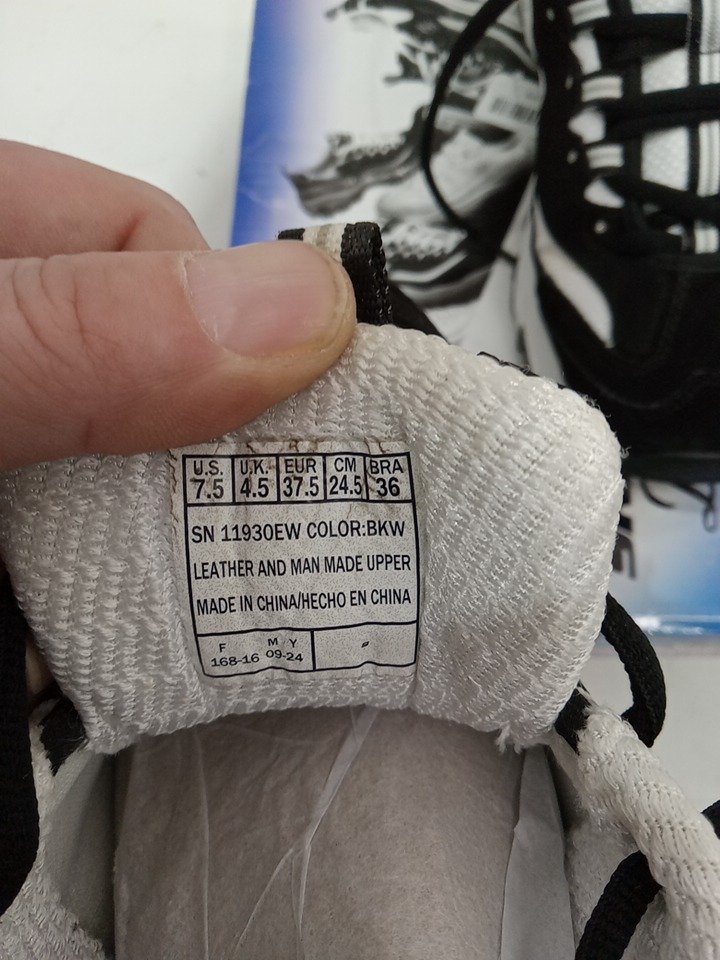 U.S. U.K. EUR CM BRA
7.5 4.5 37.5 24.5 36
SN 11930EW COLOR:BKW
LEATHER AND MAN MADE UPPER
MADE IN CHINA/HECHO EN CHINA
F M Y
168-16 09-24